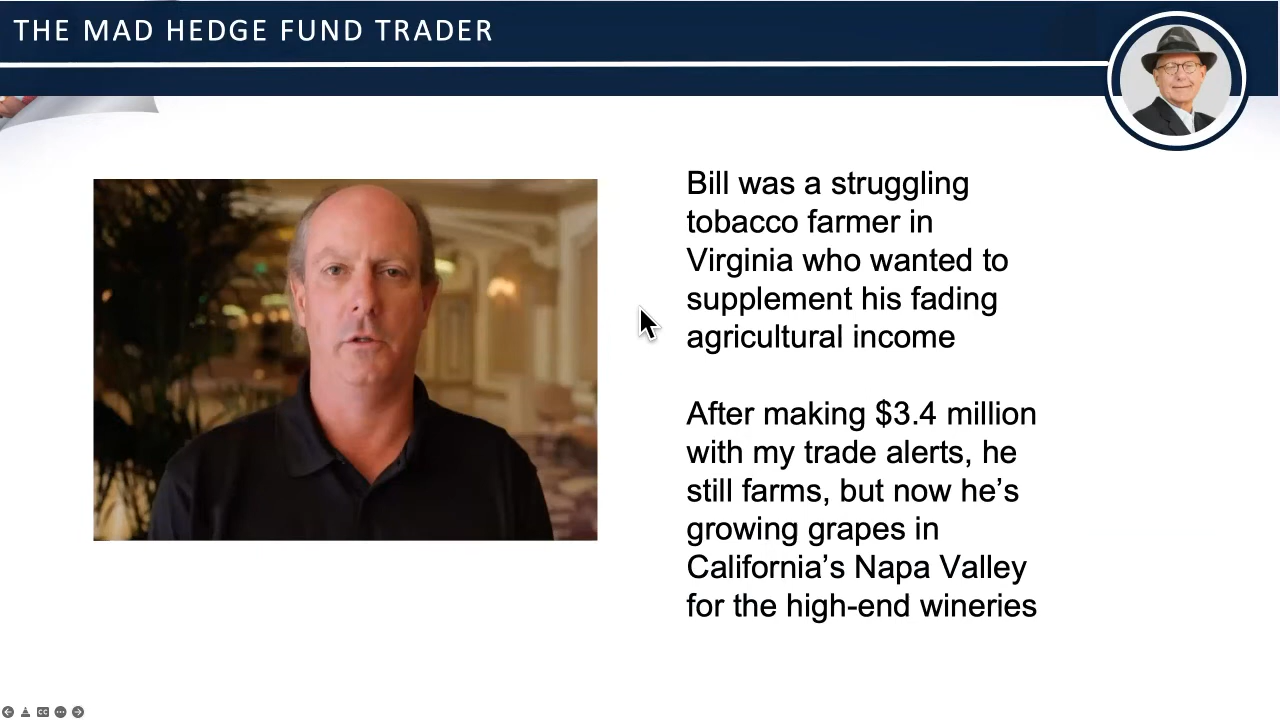 THE MAD HEDGE FUND TRADER
Bill was a struggling
tobacco farmer in
Virginia who wanted to
supplement his fading
agricultural income
After making $3.4 million
with my trade alerts, he
still farms, but now he’s
growing grapes in
California’s Napa Valley
for the high-end wineries
CC